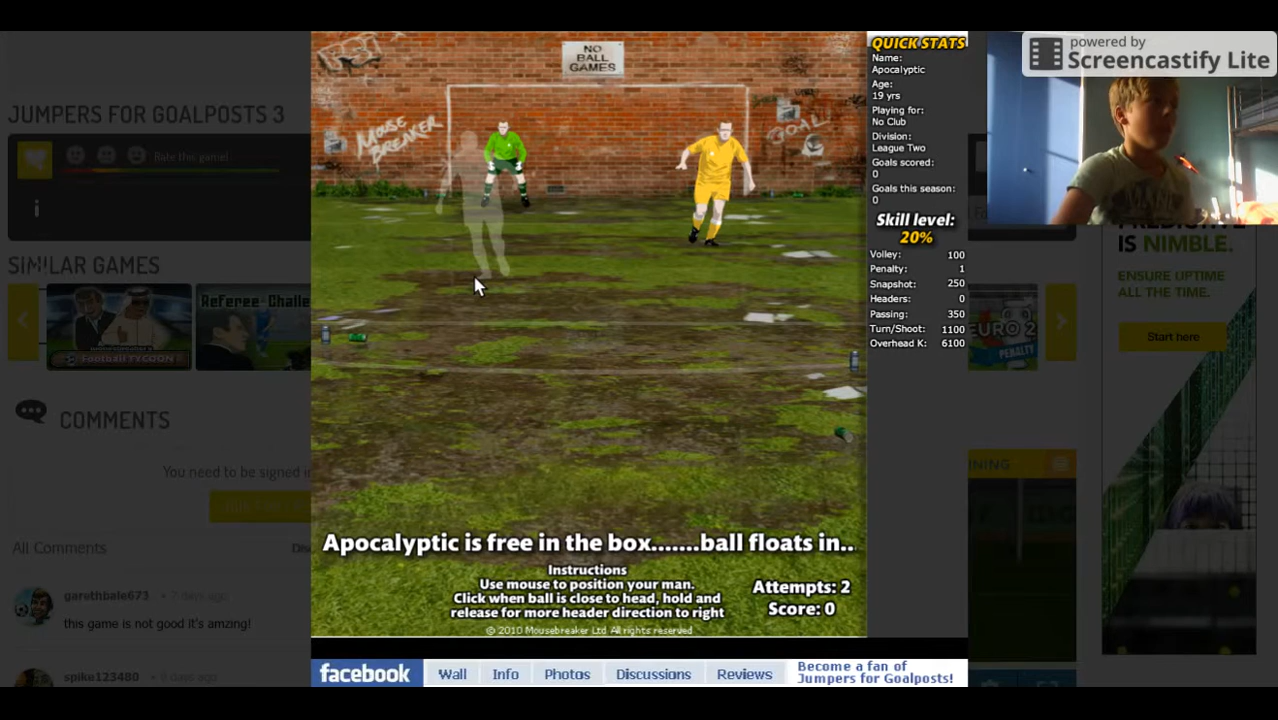 powered by
Screencastify Lite
NO
BALL
GAMES
MOUSE
BREAKER
GOAL!
JUMPERS FOR GOALPOSTS 3
Rate this game!
i
SIMILAR GAMES
Football TYCOON
Referee Challe
COMMENTS
You need to be signed i
All Comments
garethbale673 • 7 days ago
this game is not good it's amzing!
spike123480 • 6 days ago
QUICK STATS
Name:
Apocalyptic
Age:
19 yrs
Playing for:
No Club
Division:
League Two
Goals scored:
0
Goals this season:
0
Skill level:
20%
Volley: 100
Penalty: 1
Snapshot: 250
Headers: 0
Passing: 350
Turn/Shoot: 1100
Overhead K: 6100
EURO 2
PENALTY
IS NIMBLE.
ENSURE UPTIME
ALL THE TIME.
Start here
Apocalyptic is free in the box.......ball floats in..
Instructions
Use mouse to position your man.
Click when ball is close to head, hold and
release for more header direction to right
Attempts: 2
Score: 0
© 2010 Mousebreaker Ltd All rights reserved
facebook
Wall
Info
Photos
Discussions
Reviews
Become a fan of
Jumpers for Goalposts!